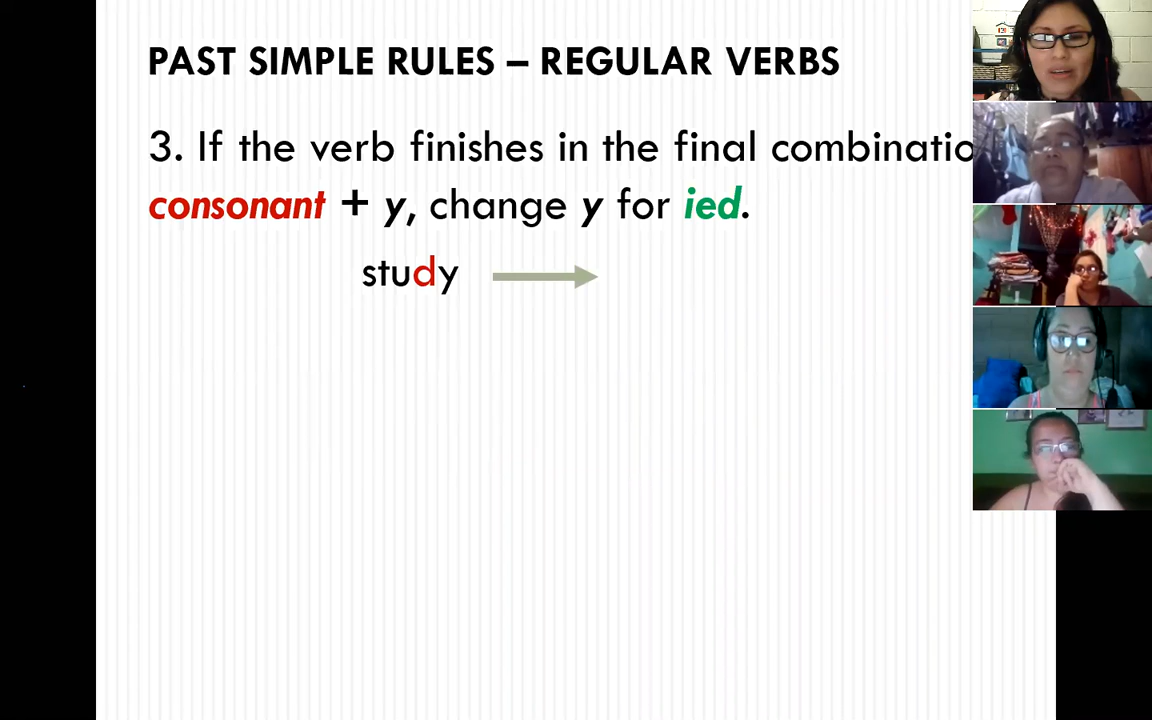 PAST SIMPLE RULES – REGULAR VERBS
3. If the verb finishes in the final combinatio
consonant + y, change y for ied.
study